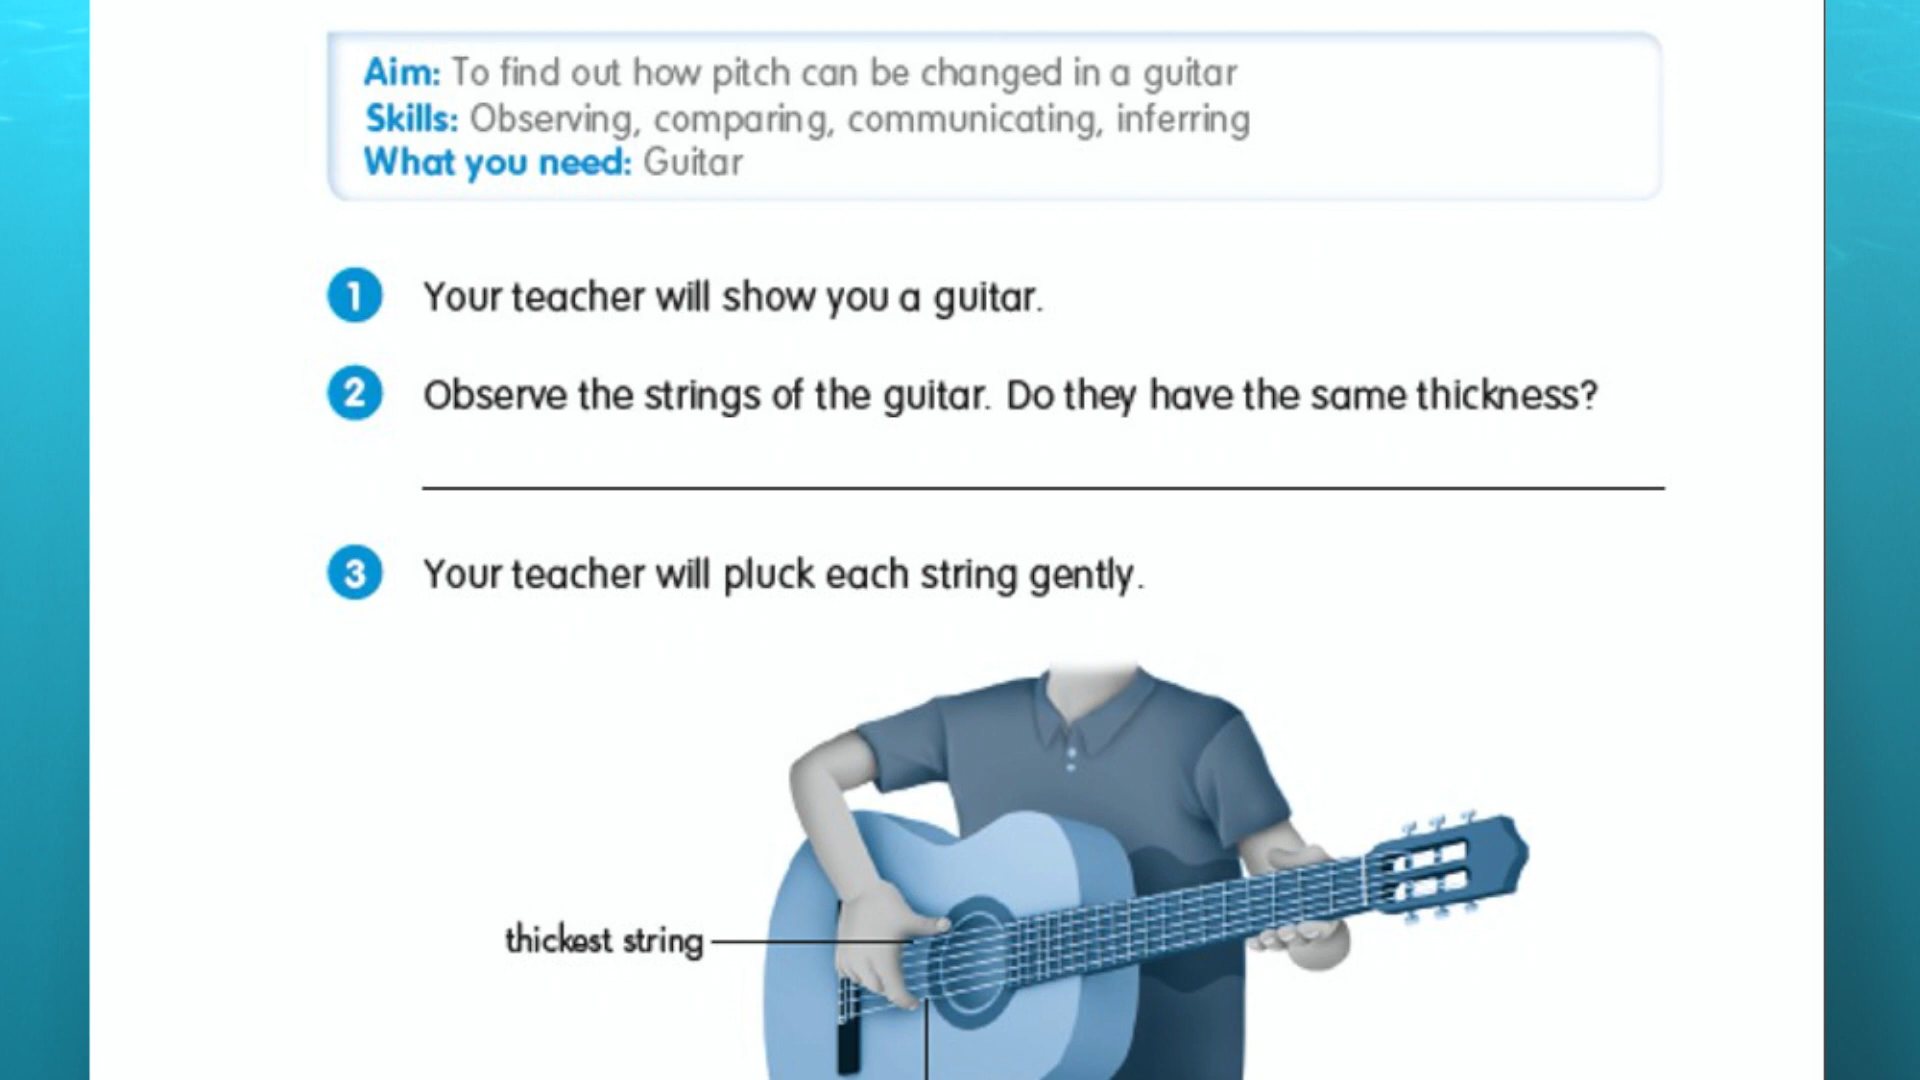 Aim: To find out how pitch can be changed in a guitar
Skills: Observing, comparing, communicating, inferring
What you need: Guitar
1 Your teacher will show you a guitar.
2 Observe the strings of the guitar. Do they have the same thickness?
3 Your teacher will pluck each string gently.
thickest string